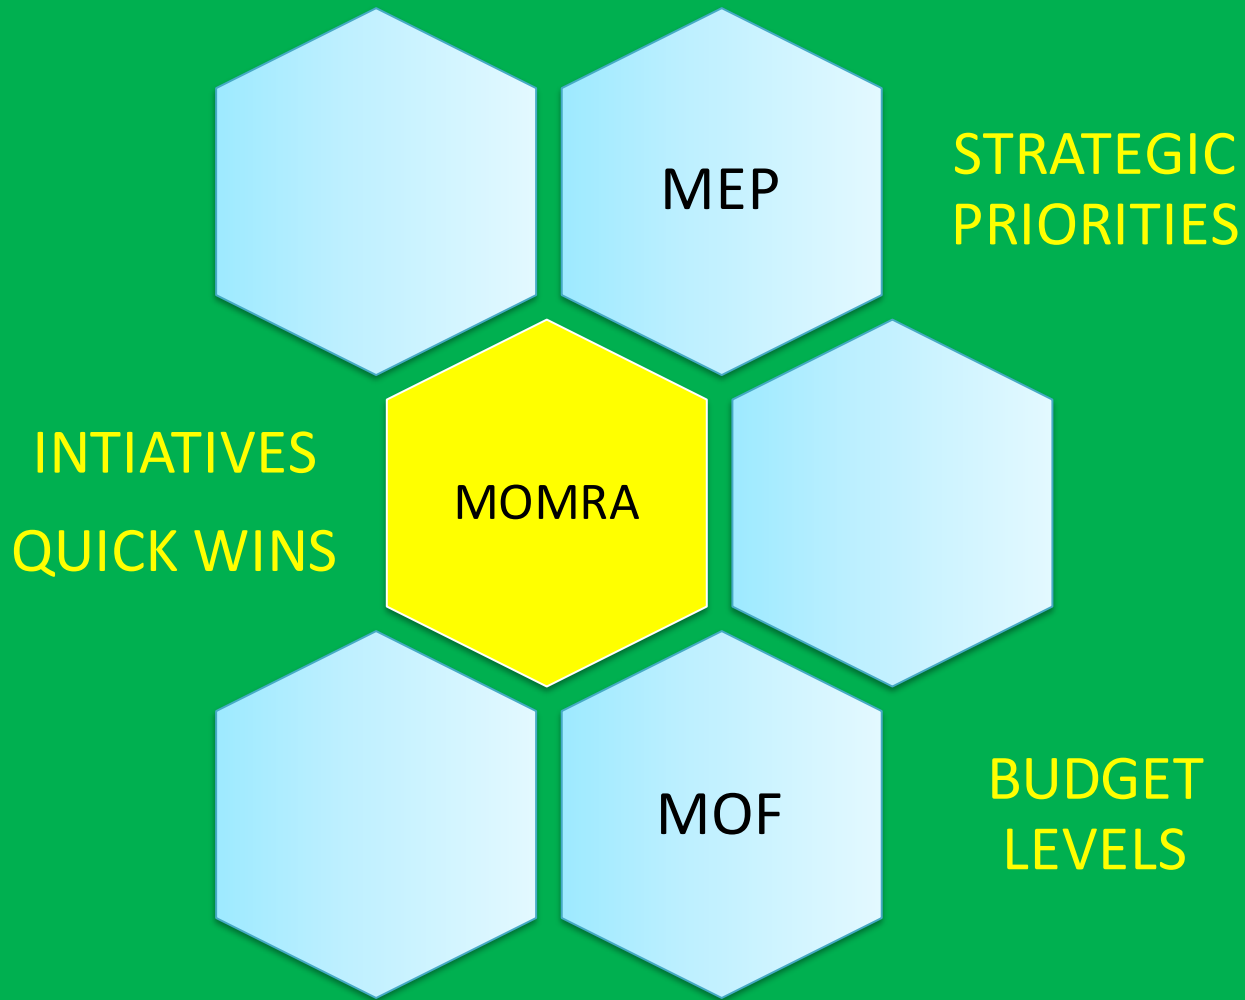 MEP
STRATEGIC
PRIORITIES
INTIATIVES
QUICK WINS
MOMRA
MOF
BUDGET
LEVELS